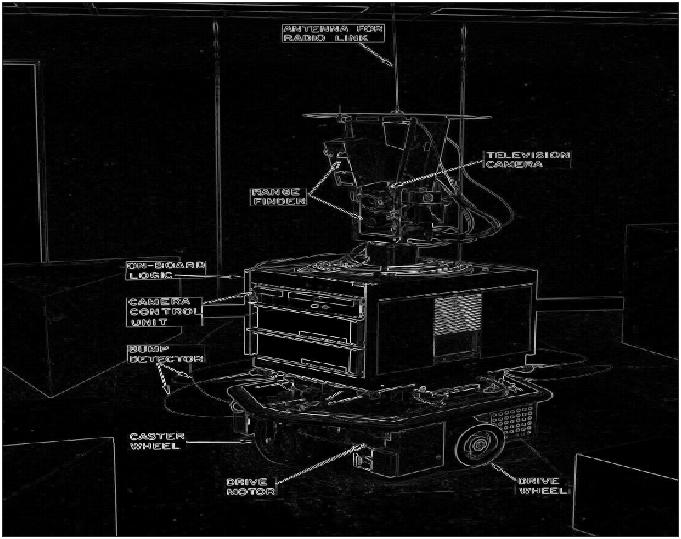 ANTENNA FOR
RADIO LINK
TELEVISION
CAMERA
RANGE
FINDER
ON-BOARD
LOGIC
CAMERA
CONTROL
UNIT
BUMP
DETECTOR
CASTER
WHEEL
DRIVE
MOTOR
DRIVE
WHEEL